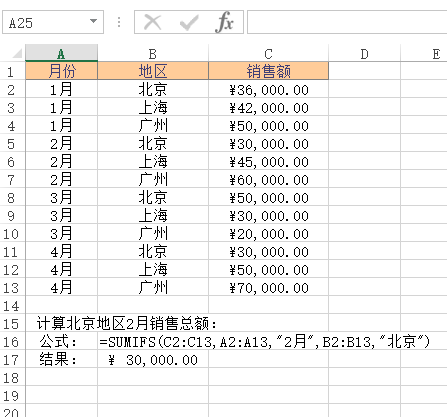 A25
fx
A B C D E
1 月份 地区 销售额
2 1月 北京 ¥36,000.00
3 1月 上海 ¥42,000.00
4 1月 广州 ¥50,000.00
5 2月 北京 ¥30,000.00
6 2月 上海 ¥45,000.00
7 2月 广州 ¥60,000.00
8 3月 北京 ¥50,000.00
9 3月 上海 ¥30,000.00
10 3月 广州 ¥20,000.00
11 4月 北京 ¥30,000.00
12 4月 上海 ¥50,000.00
13 4月 广州 ¥70,000.00
14
15 计算北京地区2月销售总额:
16 公式: =SUMIFS(C2:C13,A2:A13,"2月",B2:B13,"北京")
17 结果: ¥ 30,000.00
18
19
20